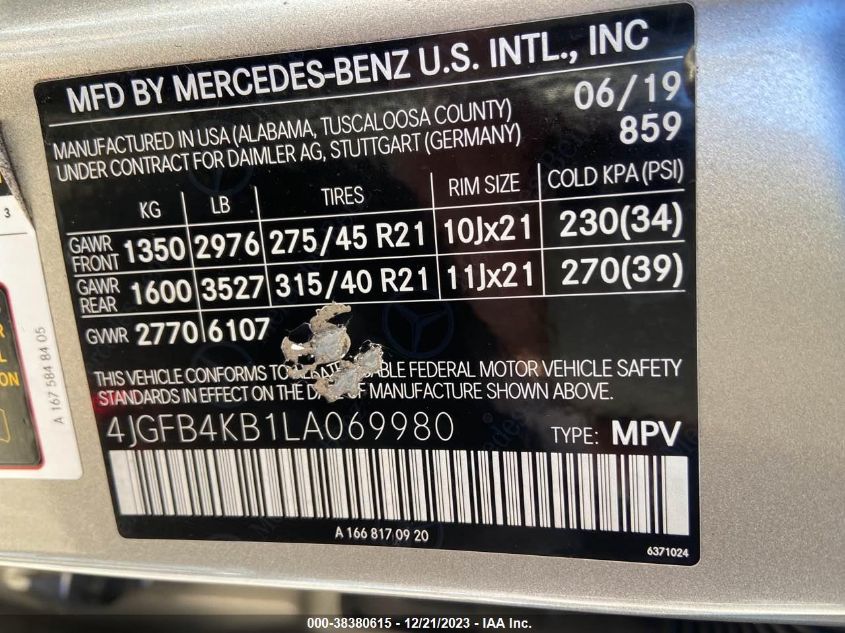 MFD BY MERCEDES-BENZ U.S. INTL., INC
06/19
MANUFACTURED IN USA (ALABAMA, TUSCALOOSA COUNTY)
UNDER CONTRACT FOR DAIMLER AG, STUTTGART (GERMANY)
859
KG LB TIRES RIM SIZE COLD KPA (PSI)
GAWR FRONT 1350 2976 275/45 R21 10Jx21 230(34)
GAWR REAR 1600 3527 315/40 R21 11Jx21 270(39)
GVWR 2770 6107
THIS VEHICLE CONFORMS TO ABLE FEDERAL MOTOR VEHICLE SAFETY
STANDARDS IN EFFECT ON THE OF MANUFACTURE SHOWN ABOVE.
4JGFB4KB1LA069980 TYPE: MPV
A 166 817 09 20
6371024
3
ON
A 167 584 84 05
000-38380615 - 12/21/2023 - IAA Inc.